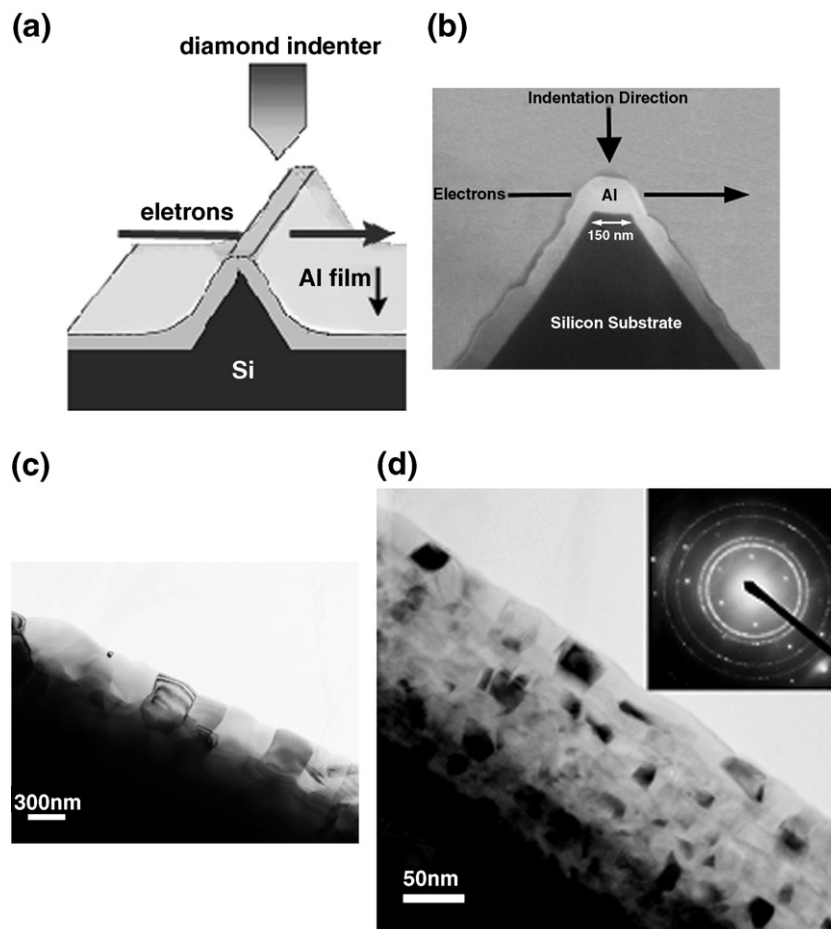 (a)
diamond indenter
eletrons
Al film
Si
(b)
Indentation Direction
Electrons
Al
150 nm
Silicon Substrate
(c)
300nm
(d)
50nm